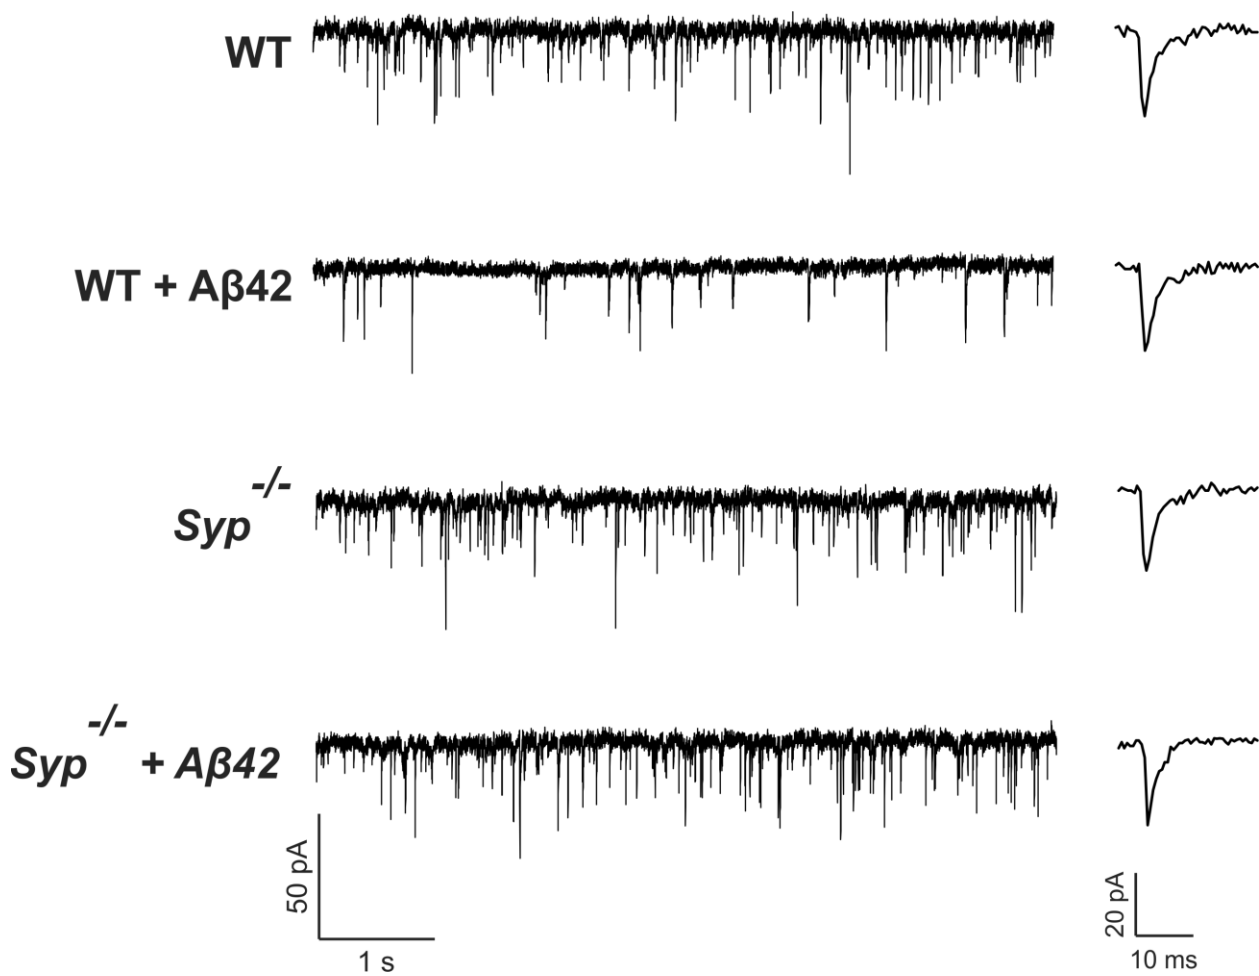 WT
WT + Aβ42
Syp-/-
Syp-/- + Aβ42
50 pA
1 s
20 pA
10 ms